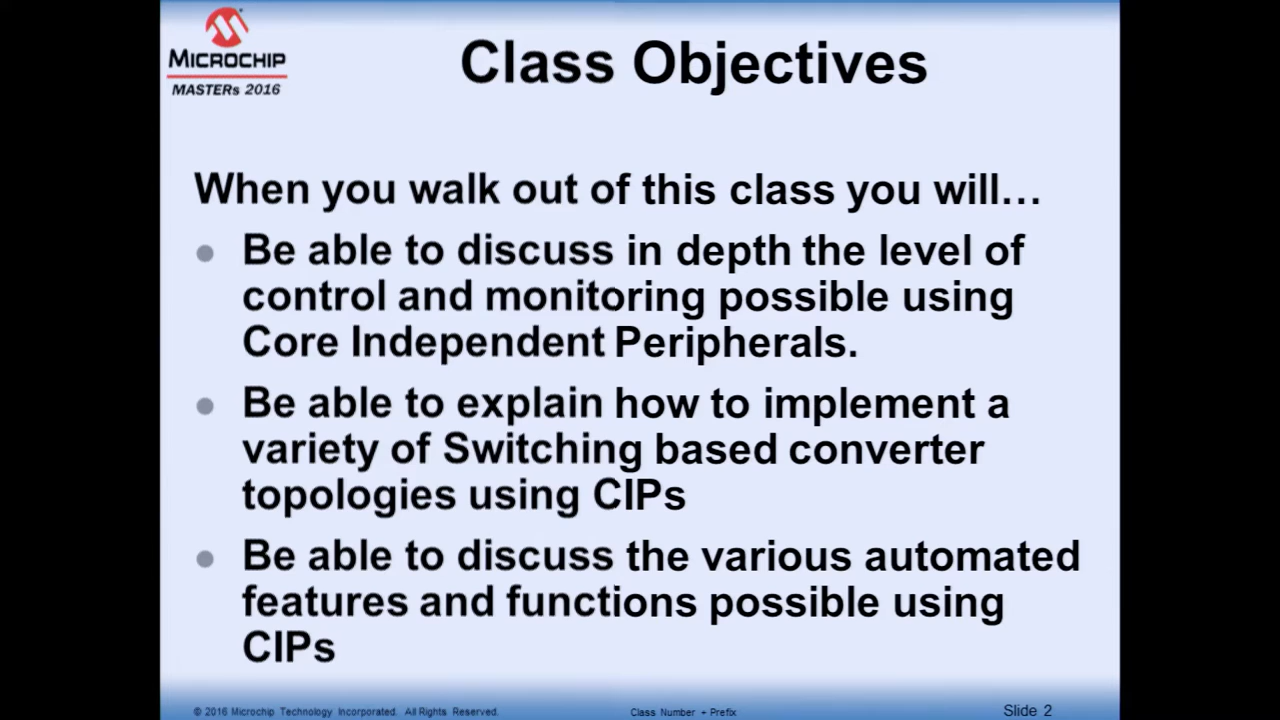 MICROCHIP
MASTERs 2016
Class Objectives
When you walk out of this class you will…
Be able to discuss in depth the level of
control and monitoring possible using
Core Independent Peripherals.
Be able to explain how to implement a
variety of Switching based converter
topologies using CIPs
Be able to discuss the various automated
features and functions possible using
CIPs
© 2016 Microchip Technology Incorporated. All Rights Reserved.
Class Number + Prefix
Slide 2